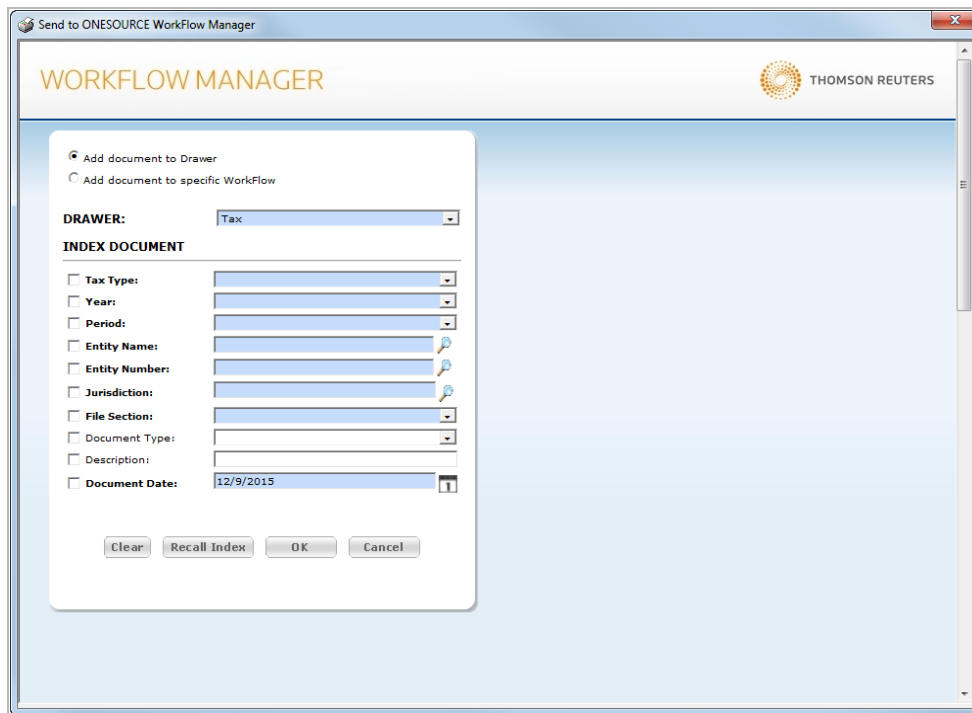 Send to ONESOURCE WorkFlow Manager
WORKFLOW MANAGER
THOMSON REUTERS
Add document to Drawer
Add document to specific WorkFlow
DRAWER: Tax
INDEX DOCUMENT
Tax Type:
Year:
Period:
Entity Name:
Entity Number:
Jurisdiction:
File Section:
Document Type:
Description:
Document Date: 12/9/2015 1
Clear Recall Index OK Cancel